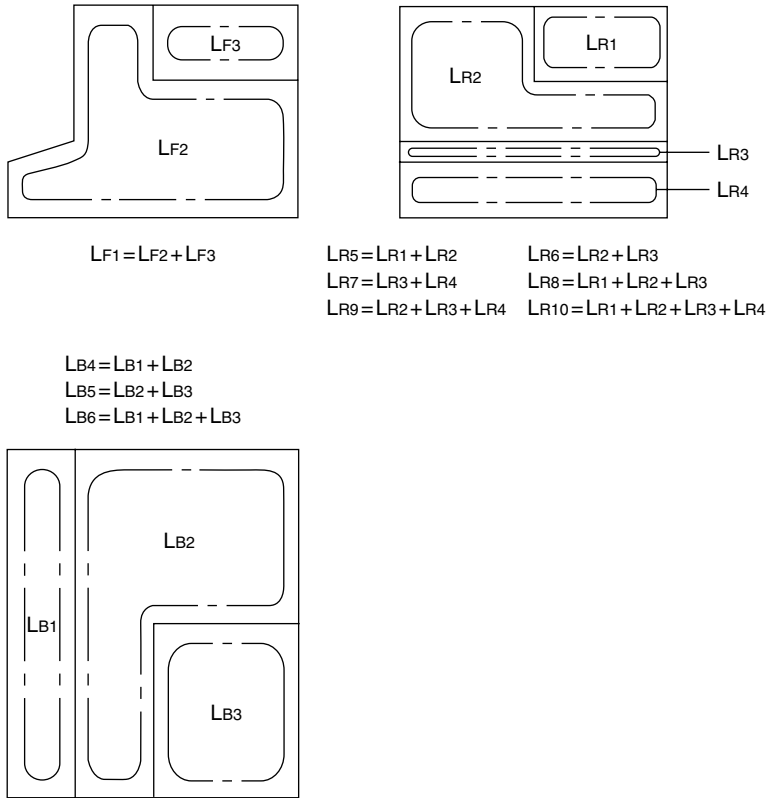 LF3
LF2
LR1
LR2
LR3
LR4
LF1=LF2+LF3
LR5=LR1+LR2 LR6=LR2+LR3
LR7=LR3+LR4 LR8=LR1+LR2+LR3
LR9=LR2+LR3+LR4 LR10=LR1+LR2+LR3+LR4
LB4=LB1+LB2
LB5=LB2+LB3
LB6=LB1+LB2+LB3
LB2
LB1
LB3